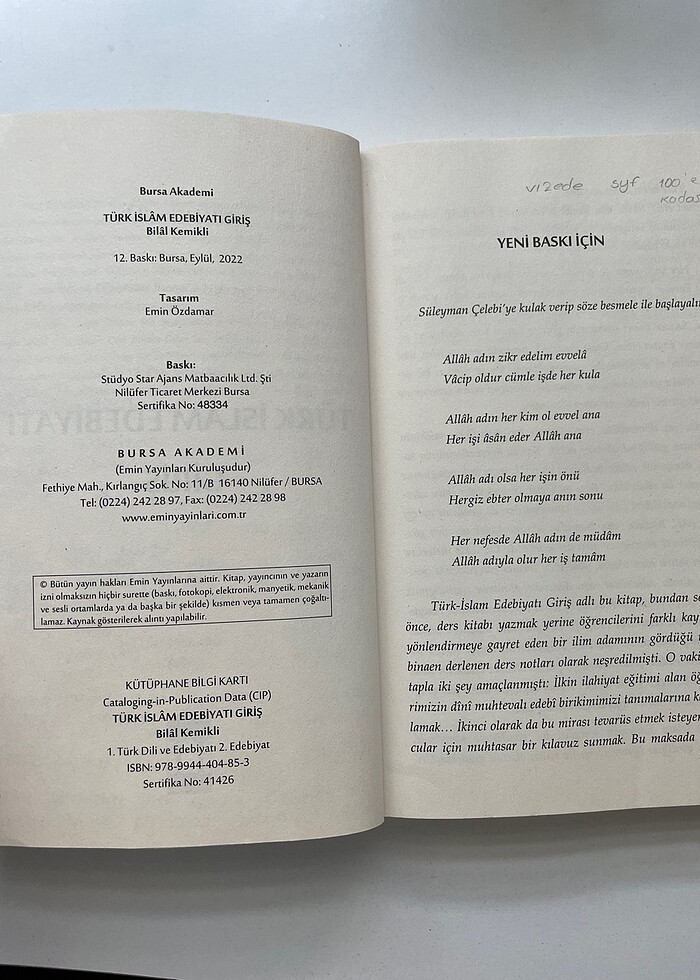 Bursa Akademi
TÜRK İSLÂM EDEBİYATI GİRİŞ
Bilâl Kemikli
12. Baskı: Bursa, Eylül, 2022
Tasarım
Emin Özdamar
Baskı:
Stüdyo Star Ajans Matbaacılık Ltd. Şti
Nilüfer Ticaret Merkezi Bursa
Sertifika No: 48334
BURSA AKADEMİ
(Emin Yayınları Kuruluşudur)
Fethiye Mah., Kırlangıç Sok. No: 11/B 16140 Nilüfer / BURSA
Tel: (0224) 242 28 97, Fax: (0224) 242 28 98
www.eminyayinlari.com.tr
© Bütün yayın hakları Emin Yayınlarına aittir. Kitap, yayıncının ve yazarın
izni olmaksızın hiçbir surette (baskı, fotokopi, elektronik, manyetik, mekanik
ve sesli ortamlarda ya da başka bir şekilde) kısmen veya tamamen çoğaltı-
lamaz. Kaynak gösterilerek alıntı yapılabilir.
KÜTÜPHANE BİLGİ KARTI
Cataloging-in-Publication Data (CIP)
TÜRK İSLÂM EDEBİYATI GİRİŞ
Bilâl Kemikli
1. Türk Dili ve Edebiyatı 2. Edebiyat
ISBN: 978-9944-404-85-3
Sertifika No: 41426
vizede syf 100'e
kadar
YENİ BASKI İÇİN
Süleyman Çelebi'ye kulak verip söze besmele ile başlayalı
Allâh adın zikr edelim evvelâ
Vâcip oldur cümle işde her kula
Allâh adın her kim ol evvel ana
Her işi âsân eder Allâh ana
Allâh adı olsa her işin önü
Hergiz ebter olmaya anın sonu
Her nefesde Allâh adın de müdâm
Allâh adıyla olur her iş tamâm
Türk-İslam Edebiyatı Giriş adlı bu kitap, bundan se
önce, ders kitabı yazmak yerine öğrencilerini farklı kay
yönlendirmeye gayret eden bir ilim adamının gördüğü
binaen derlenen ders notları olarak neşredilmişti. O vaki
tapla iki şey amaçlanmıştı: İlkin ilahiyat eğitimi alan öğ
rimizin dînî muhtevalı edebî birikimimizi tanımalarına k
lamak... İkinci olarak da bu mirası tevarüs etmek isteye
cular için muhtasar bir kılavuz sunmak. Bu maksada